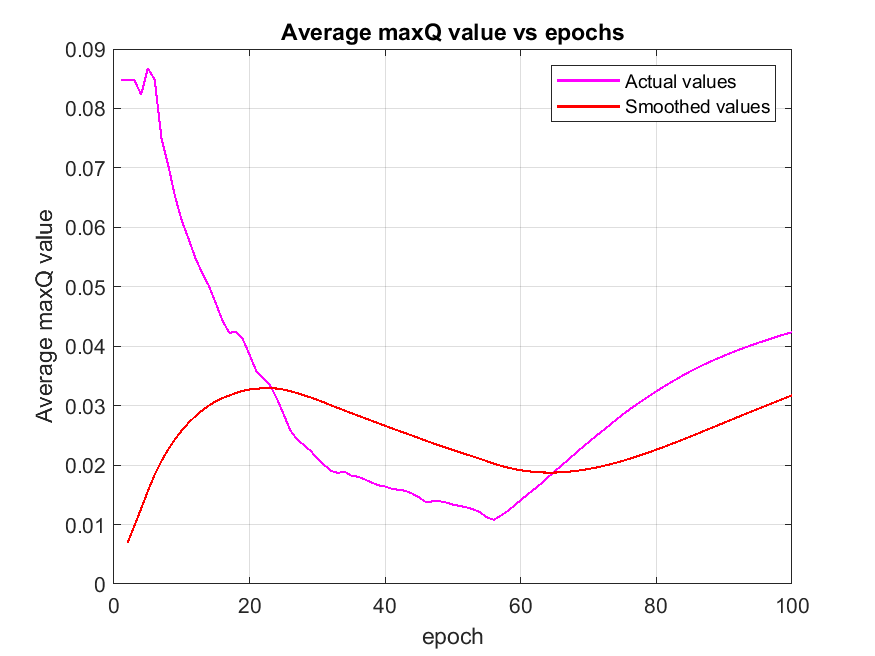 Average maxQ value vs epochs
Actual values
Smoothed values
Average maxQ value
0.09
0.08
0.07
0.06
0.05
0.04
0.03
0.02
0.01
0
0 20 40 60 80 100
epoch